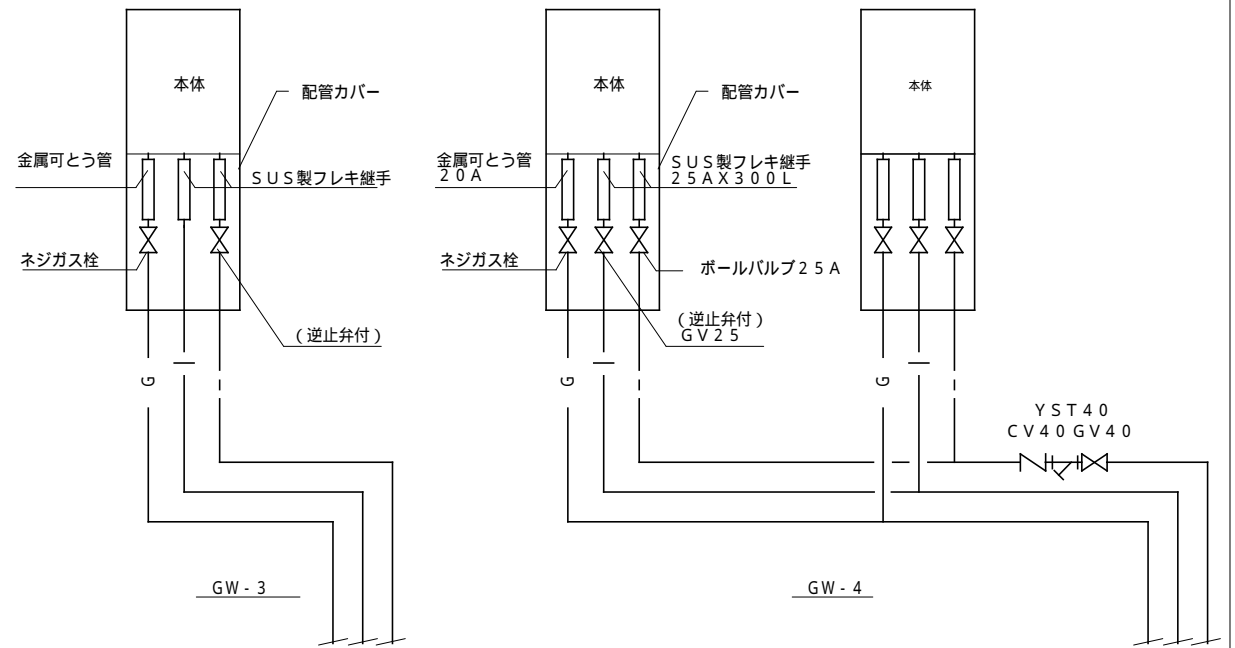 本体
配管カバー
金属可とう管
SUS製フレキ継手
ネジガス栓
(逆止弁付)
G
GW-3
本体
配管カバー
金属可とう管
20A
SUS製フレキ継手
25AX300L
ネジガス栓
ボールバルブ25A
(逆止弁付)
GV25
G
本体
G
YST40
CV40 GV40
GW-4